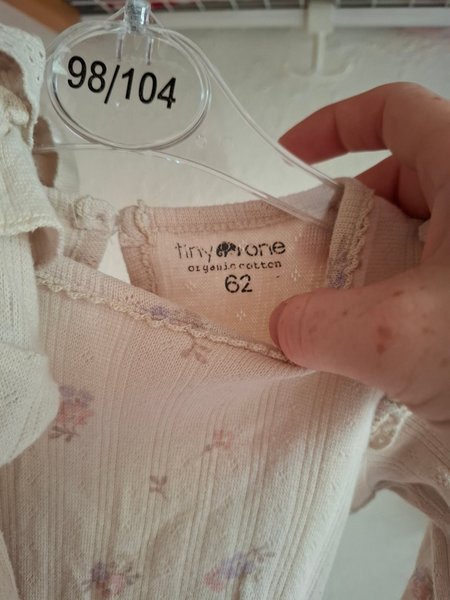 98/104
tiny one
organic cotton
62